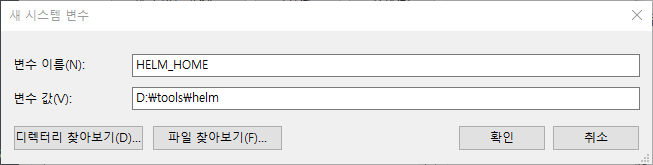 새 시스템 변수
변수 이름(N): HELM_HOME
변수 값(V): D:₩tools₩helm
디렉터리 찾아보기(D)... 파일 찾아보기(F)... 확인 취소